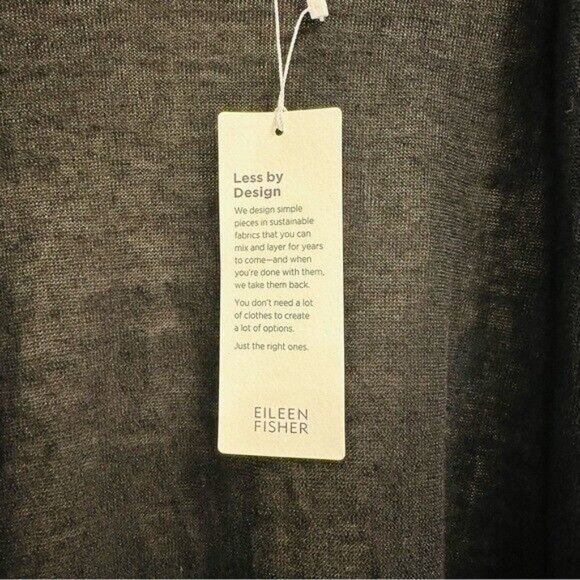 Less by
Design
We design simple
pieces in sustainable
fabrics that you can
mix and layer for years
to come—and when
you're done with them,
we take them back.
You don't need a lot
of clothes to create
a lot of options.
Just the right ones.
EILEEN
FISHER